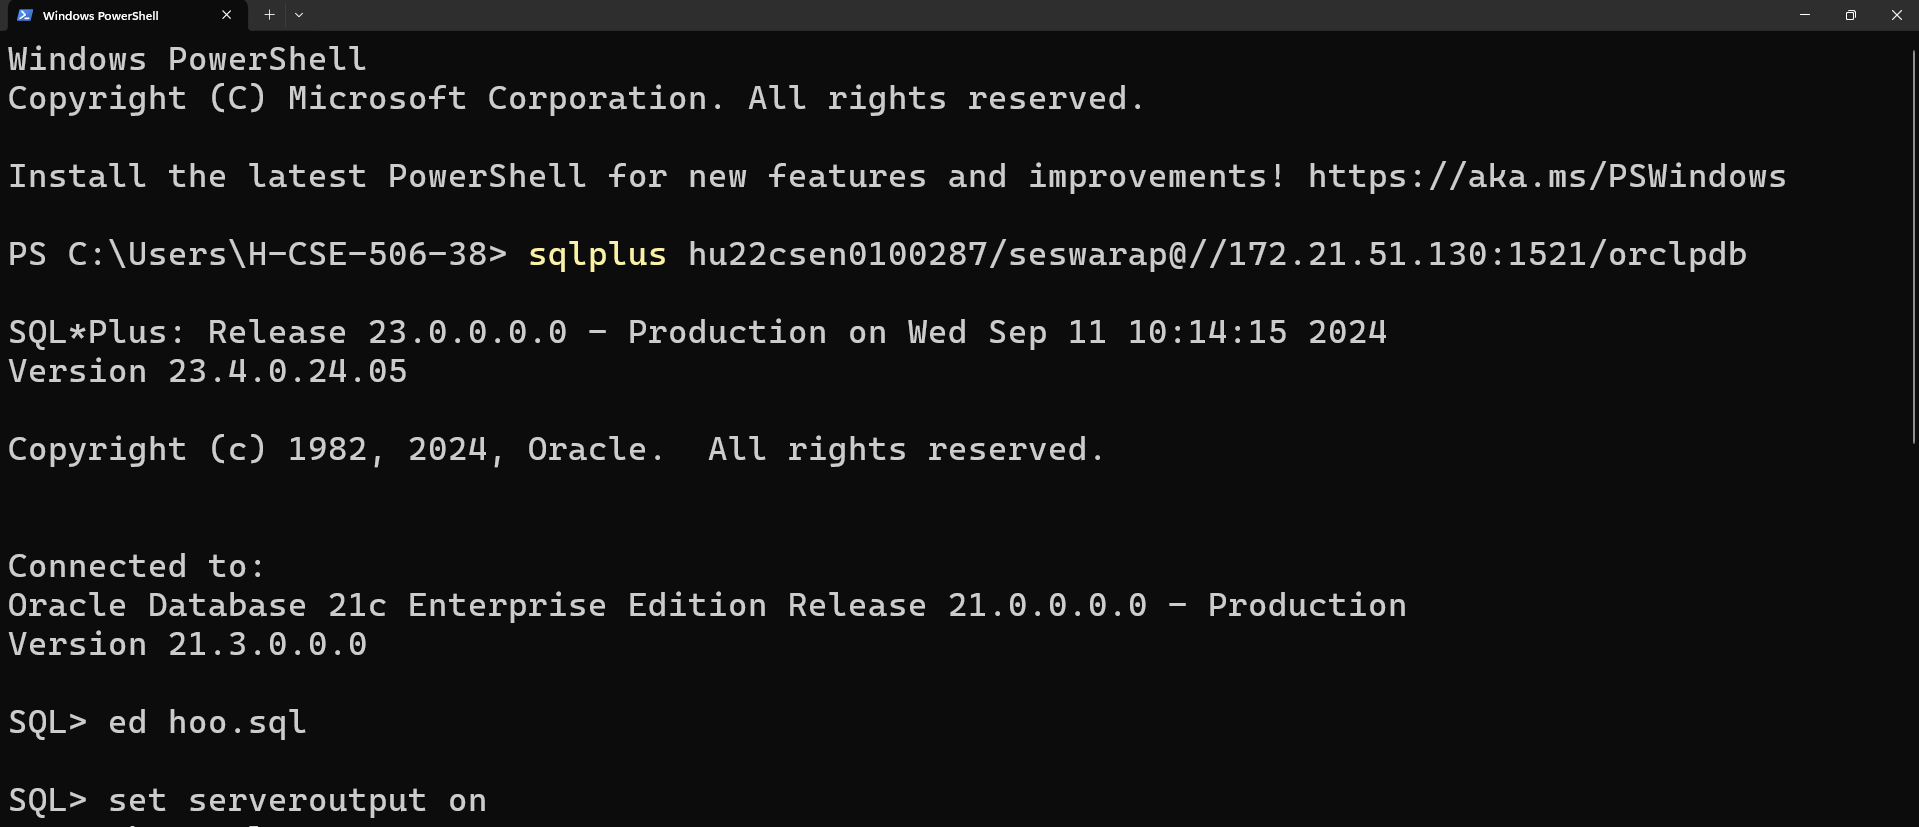 Windows PowerShell
Windows PowerShell
Copyright (C) Microsoft Corporation. All rights reserved.
Install the latest PowerShell for new features and improvements! https://aka.ms/PSWindows
PS C:\Users\H-CSE-506-38> sqlplus hu22csen0100287/seswarap@//172.21.51.130:1521/orclpdb
SQL*Plus: Release 23.0.0.0.0 - Production on Wed Sep 11 10:14:15 2024
Version 23.4.0.24.05
Copyright (c) 1982, 2024, Oracle.  All rights reserved.
Connected to:
Oracle Database 21c Enterprise Edition Release 21.0.0.0.0 - Production
Version 21.3.0.0.0
SQL> ed hoo.sql
SQL> set serveroutput on